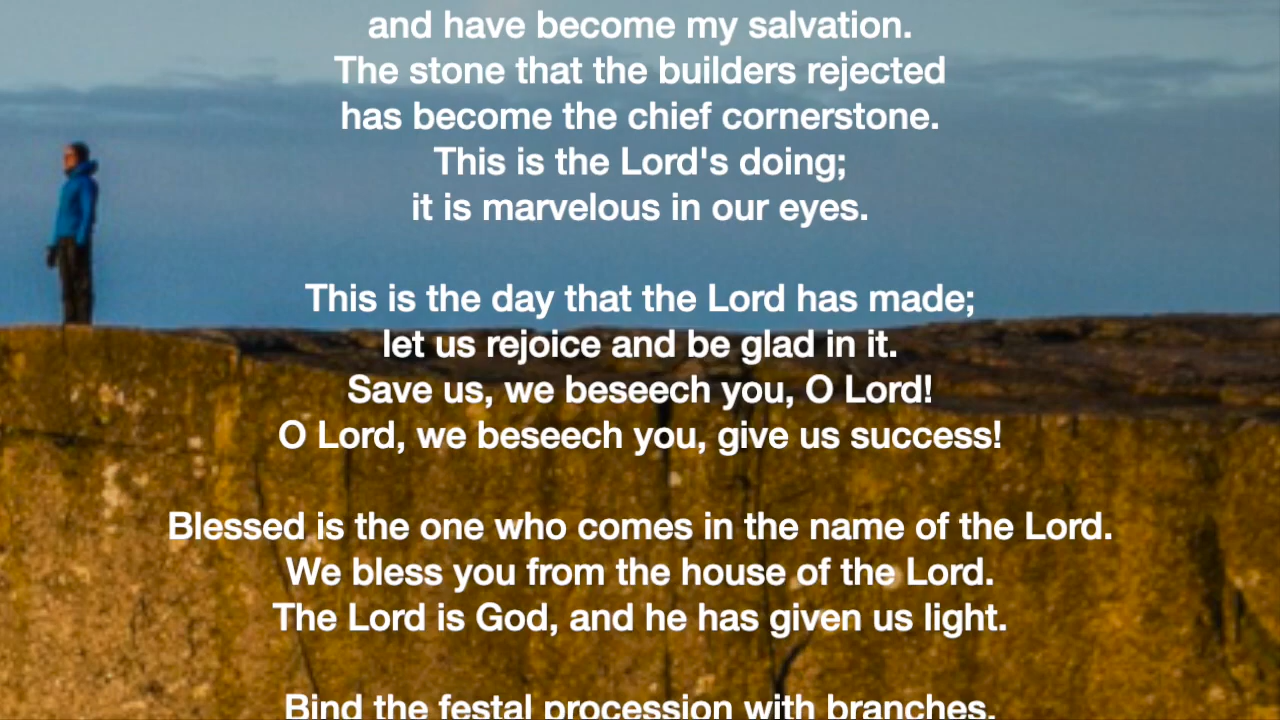 and have become my salvation.
The stone that the builders rejected
has become the chief cornerstone.
This is the Lord's doing;
it is marvelous in our eyes.
This is the day that the Lord has made;
let us rejoice and be glad in it.
Save us, we beseech you, O Lord!
O Lord, we beseech you, give us success!
Blessed is the one who comes in the name of the Lord.
We bless you from the house of the Lord.
The Lord is God, and he has given us light.
Bind the festal procession with branches,